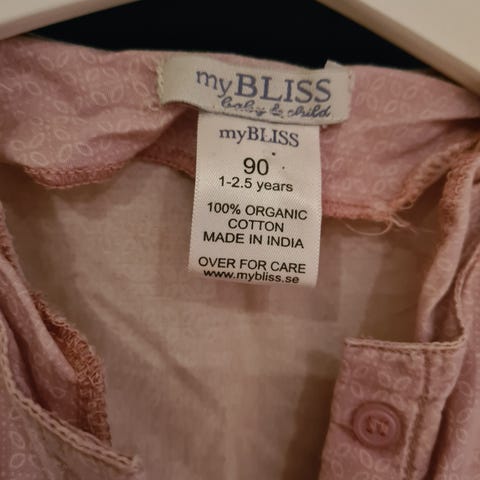 myBLISS
baby & child
myBLISS
90
1-2.5 years
100% ORGANIC
COTTON
MADE IN INDIA
OVER FOR CARE
www.mybliss.se